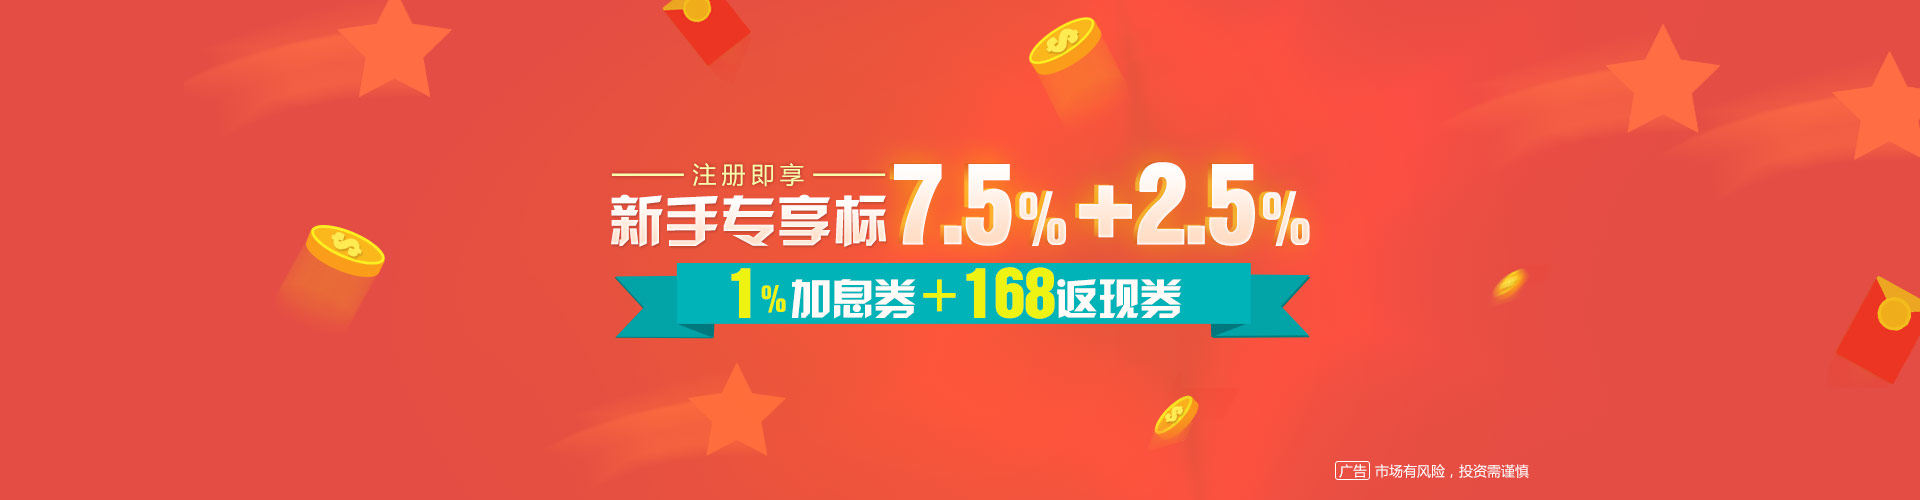 注册即享
新手专享标 7.5% +2.5%
1%加息券+168返现券
广告 市场有风险，投资需谨慎